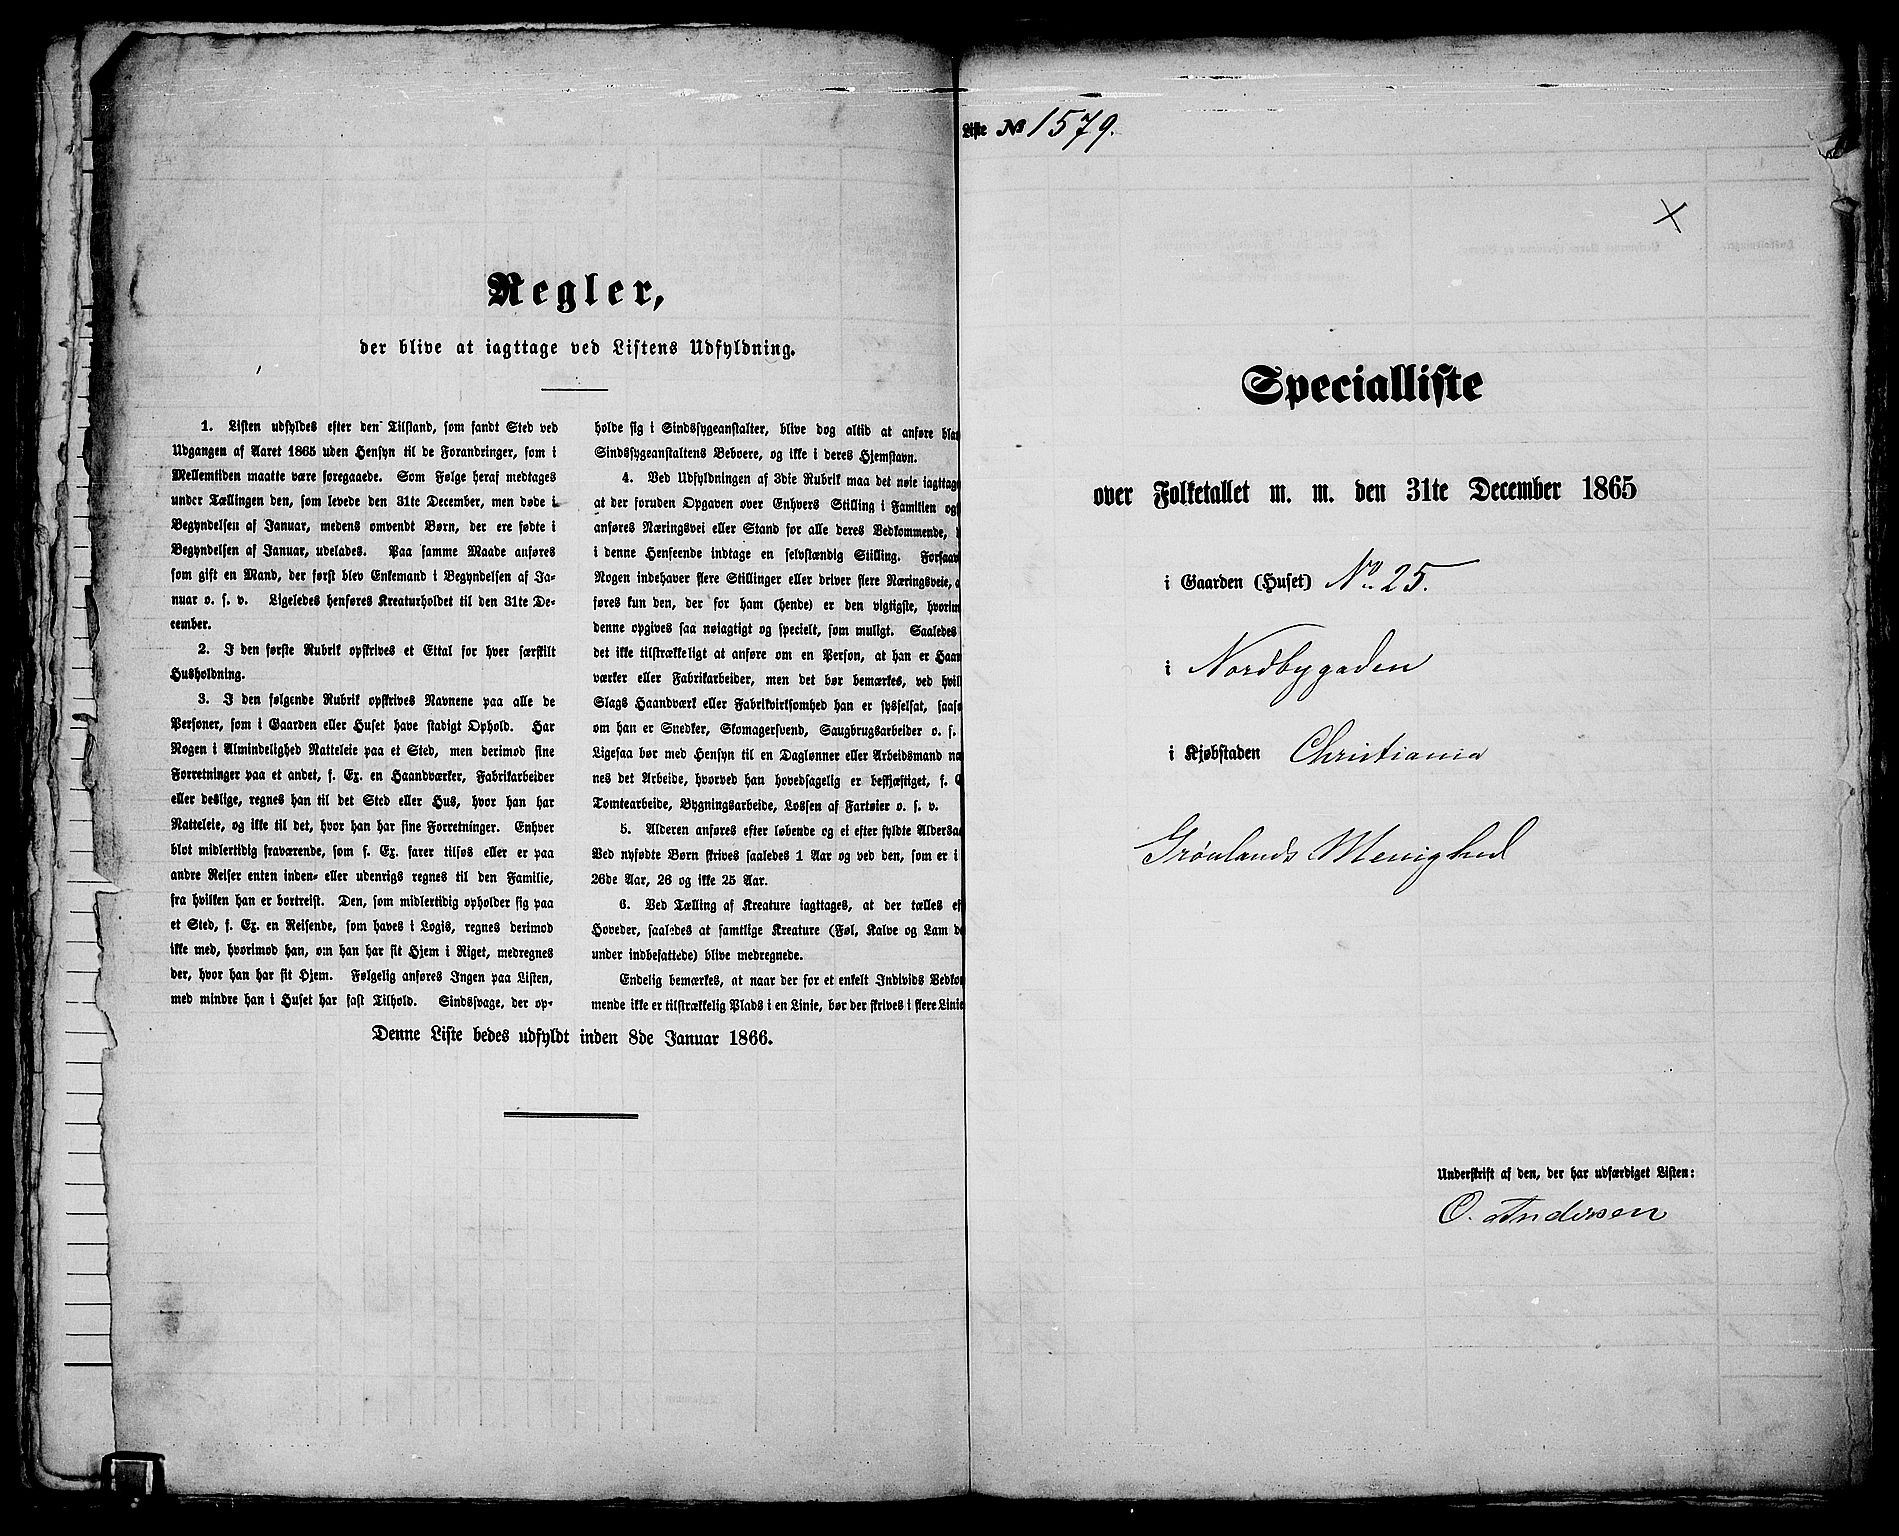 Regler,
der blive at iagttage ved Listens Udfyldning.
1. Listen udfyldes efter den Tilstand, som fandt Sted ved
Udgangen af Aaret 1865 uden Hensyn til de Forandringer, som i
Mellemtiden maatte være foregaaede. Som Følge heraf medtages
under Tællingen den, som levede den 31te December, men døde i
Begyndelsen af Januar, medens omvendt Børn, der ere fødte i
Begyndelsen af Januar, udelades. Paa samme Maade anføres
som gift en Mand, der først blev Enkemand i Begyndelsen af Ja-
nuar o. s. v. Ligeledes henføres Kreaturholdet til den 31te De-
cember.
2. I den første Rubrik opskrives et Ettal for hver særskilt
Husholdning.
3. I den følgende Rubrik opskrives Navnene paa alle de
Personer, som i Gaarden eller Huset have stadigt Ophold. Har
Nogen i Almindelighed Natteleie paa et Sted, men derimod sine
Forretninger paa et andet, f. Ex. en Haandværker, Fabrikarbeider
eller deslige, regnes han til det Sted eller Hus, hvor han har
Natteleie, og ikke til det, hvor han har sine Forretninger. Enhver
blot midlertidig fraværende, som f. Ex. farer tilsøs eller er paa
andre Reiser enten inden- eller udenrigs regnes til den Familie,
fra hvilken han er bortreist. Den, som midlertidig opholder sig paa
et Sted, f. Ex. en Reisende, som haves i Logis, regnes derimod
ikke med, hvorimod han, om han har sit Hjem i Riget, medregnes
der, hvor han har sit Hjem. Følgelig anføres Ingen paa Listen,
med mindre han i Huset har fast Tilhold. Sindssvage, der op-
holde sig i Sindssygeanstalter, blive dog altid at anføre blan
Sindssygeanstaltens Beboere, og ikke i deres Hjemstavn.
4. Ved Udfyldningen af 3die Rubrik maa det nøie iagttage
at der foruden Opgaven over Enhvers Stilling i Familien og
anføres Næringsvei eller Stand for alle deres Vedkommende,
i denne Henseende indtage en selvstændig Stilling. Forsaav
Nogen indehaver flere Stillinger eller driver flere Næringsveie, a
føres kun den, der for ham (hende) er den vigtigste, hvorim
denne opgives saa nøiagtigt og specielt, som muligt. Saaledes
det ikke tilstrækkeligt at anføre om en Person, at han er Haan
værker eller Fabrikarbeider, men det bør bemærkes, ved hvil
Slags Haandværk eller Fabrikvirksomhed han er sysselsat, saas
om han er Snedker, Skomagersvend, Saugbrugsarbeider o. s.
Ligesaa bør med Hensyn til en Daglønner eller Arbeidsmand næ
nes det Arbeide, hvorved han hovedsagelig er beskjæftiget, f. E
Tomtearbeide, Bygningsarbeide, Lossen af Fartøier o. s. v.
5. Alderen anføres efter løbende og ei efter fyldte Aldersaa
Ved nyfødte Børn skrives saaledes 1 Aar og ved den, som er i
26de Aar, 26 og ikke 25 Aar.
6. Ved Tælling af Kreature iagttages, at der tælles ef
Hoveder, saaledes at samtlige Kreature (Føl, Kalve og Lam de
under indbefattede) blive medregnede.
Endelig bemærkes, at naar der for et enkelt Individs Vedkom
mende ikke er tilstrækkelig Plads i en Linie, bør der skrives i flere Linie
Denne Liste bedes udfyldt inden 8de Januar 1866.
Liste № 1579.
Specialliste
over Folketallet m. m. den 31te December 1865
i Gaarden (Huset) No. 25.
i Nordbygaden
i Kjøbstaden Christiania
Grønlands Menighed
Underskrift af den, der har udfærdiget Listen:
O. Andersen